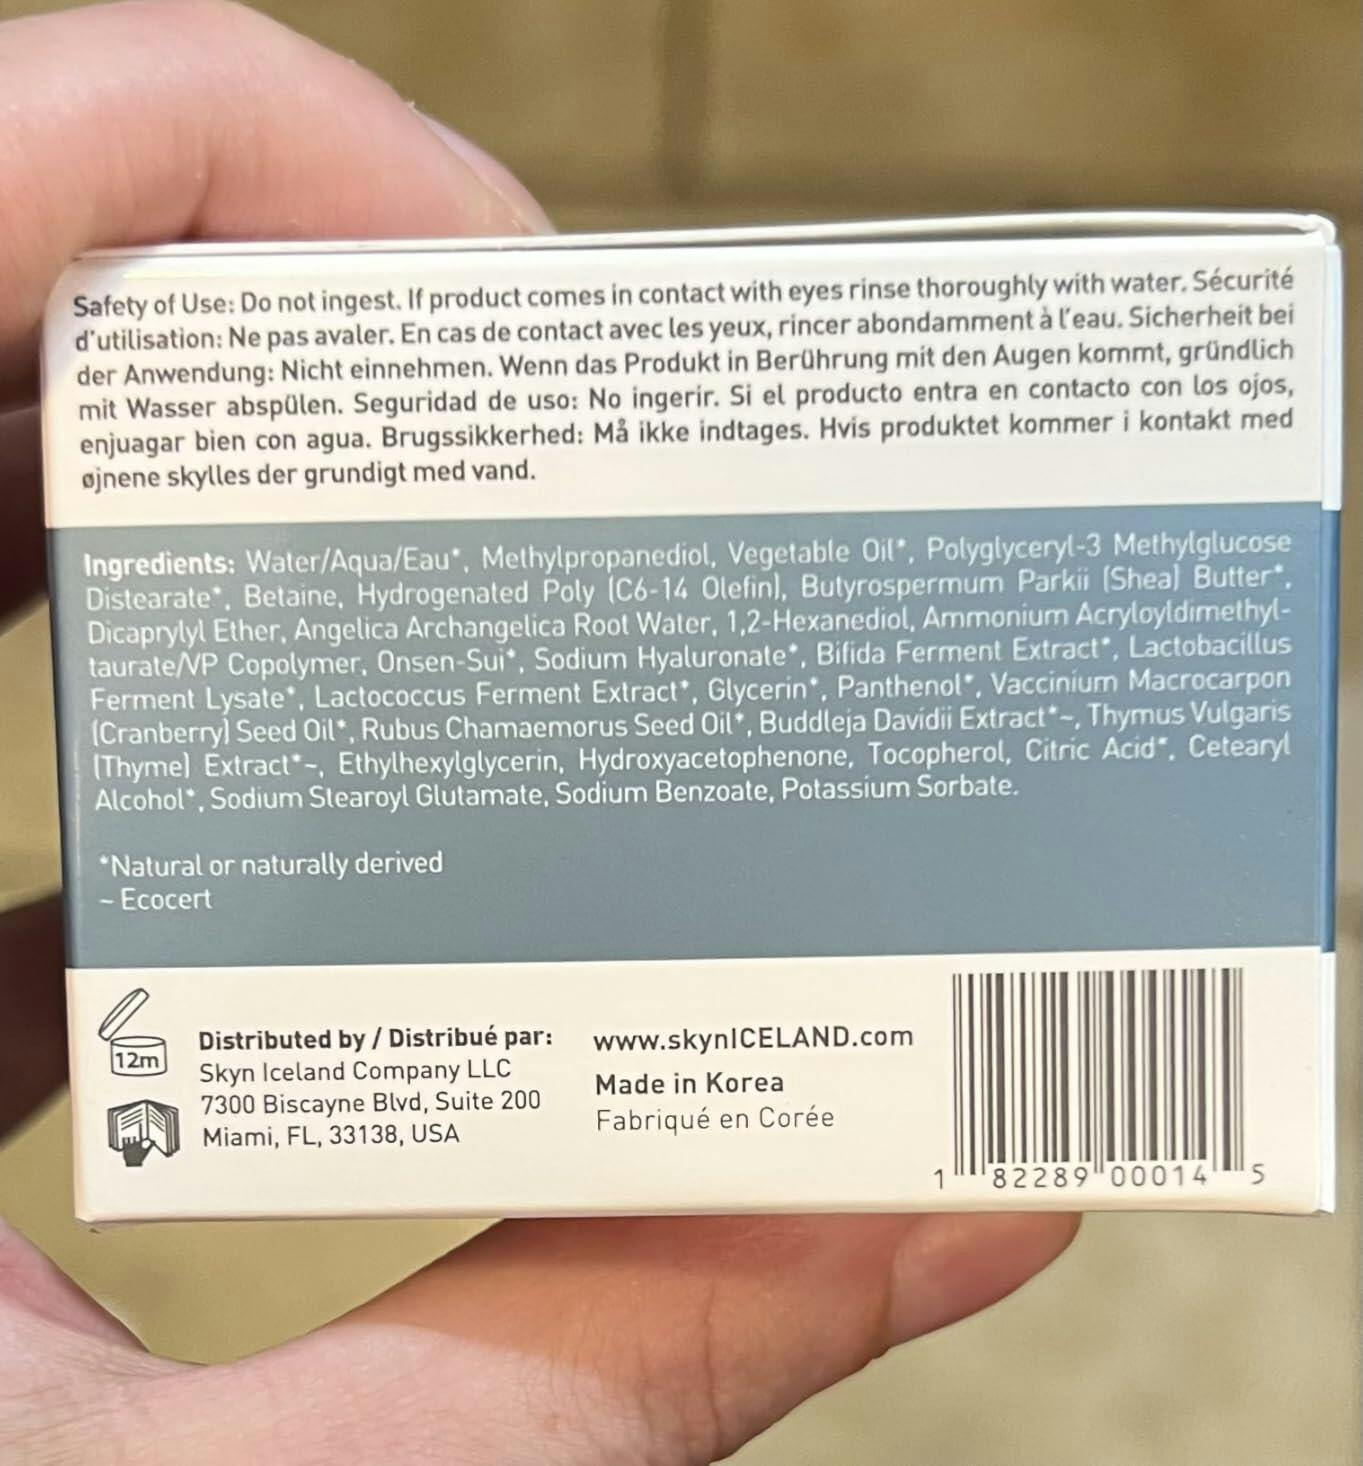 Safety of Use: Do not ingest. If product comes in contact with eyes rinse thoroughly with water. Sécurité
d'utilisation: Ne pas avaler. En cas de contact avec les yeux, rincer abondamment à l'eau. Sicherheit bei
der Anwendung: Nicht einnehmen. Wenn das Produkt in Berührung mit den Augen kommt, gründlich
mit Wasser abspülen. Seguridad de uso: No ingerir. Si el producto entra en contacto con los ojos,
enjuagar bien con agua. Brugssikkerhed: Må ikke indtages. Hvis produktet kommer i kontakt med
øjnene skylles der grundigt med vand.
Ingredients: Water/Aqua/Eau*, Methylpropanediol, Vegetable Oil*, Polyglyceryl-3 Methylglucose
Distearate*, Betaine, Hydrogenated Poly (C6-14 Olefin), Butyrospermum Parkii (Shea) Butter*,
Dicaprylyl Ether, Angelica Archangelica Root Water, 1,2-Hexanediol, Ammonium Acryloyldimethyl-
taurate/VP Copolymer, Onsen-Sui*, Sodium Hyaluronate*, Bifida Ferment Extract*, Lactobacillus
Ferment Lysate*, Lactococcus Ferment Extract*, Glycerin*, Panthenol*, Vaccinium Macrocarpon
(Cranberry) Seed Oil*, Rubus Chamaemorus Seed Oil*, Buddleja Davidii Extract*~, Thymus Vulgaris
(Thyme) Extract*~, Ethylhexylglycerin, Hydroxyacetophenone, Tocopherol, Citric Acid*, Cetearyl
Alcohol*, Sodium Stearoyl Glutamate, Sodium Benzoate, Potassium Sorbate.
*Natural or naturally derived
~ Ecocert
12m
Distributed by / Distribué par:
Skyn Iceland Company LLC
7300 Biscayne Blvd, Suite 200
Miami, FL, 33138, USA
www.skynICELAND.com
Made in Korea
Fabriqué en Corée
1 82289 00014 5